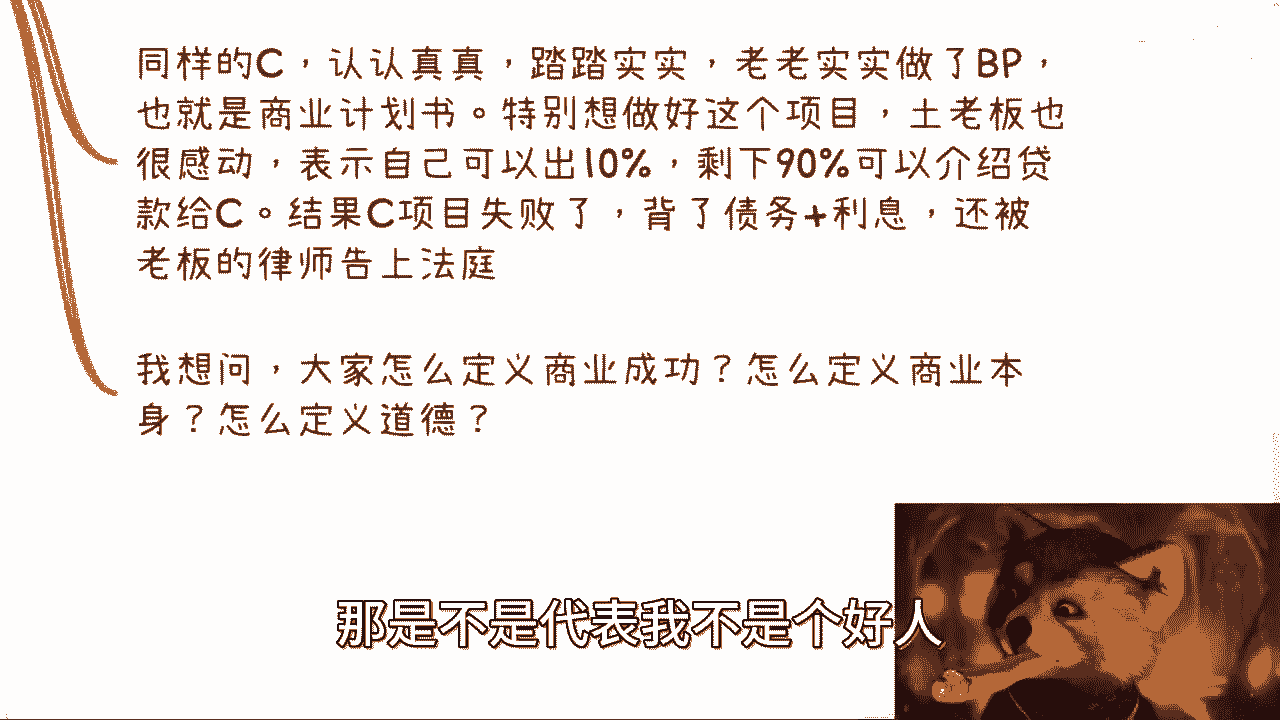 同样的C，认认真真，踏踏实实，老老实实做了BP，
也就是商业计划书。特别想做好这个项目，土老板也
很感动，表示自己可以出10%，剩下90%可以介绍贷
款给C。结果C项目失败了，背了债务+利息，还被
老板的律师告上法庭
我想问，大家怎么定义商业成功？怎么定义商业本
身？怎么定义道德？
那是不是代表我不是个好人